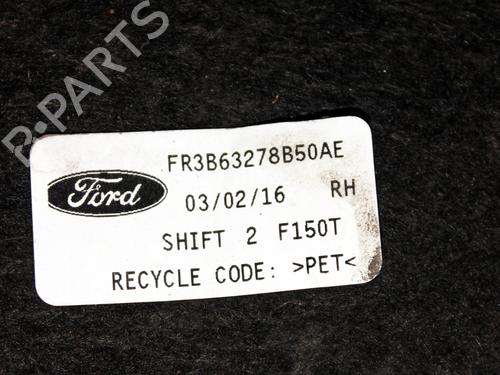 R-PARTS
Ford
FR3B63278B50AE
03/02/16 RH
SHIFT 2 F150T
RECYCLE CODE: >PET<